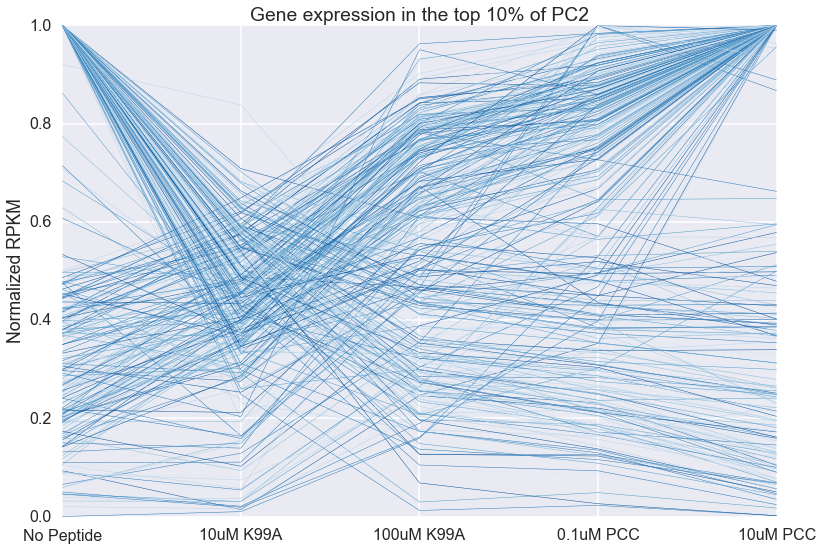 Gene expression in the top 10% of PC2
Normalized RPKM
1.0
0.8
0.6
0.4
0.2
0.0
No Peptide
10uM K99A
100uM K99A
0.1uM PCC
10uM PCC